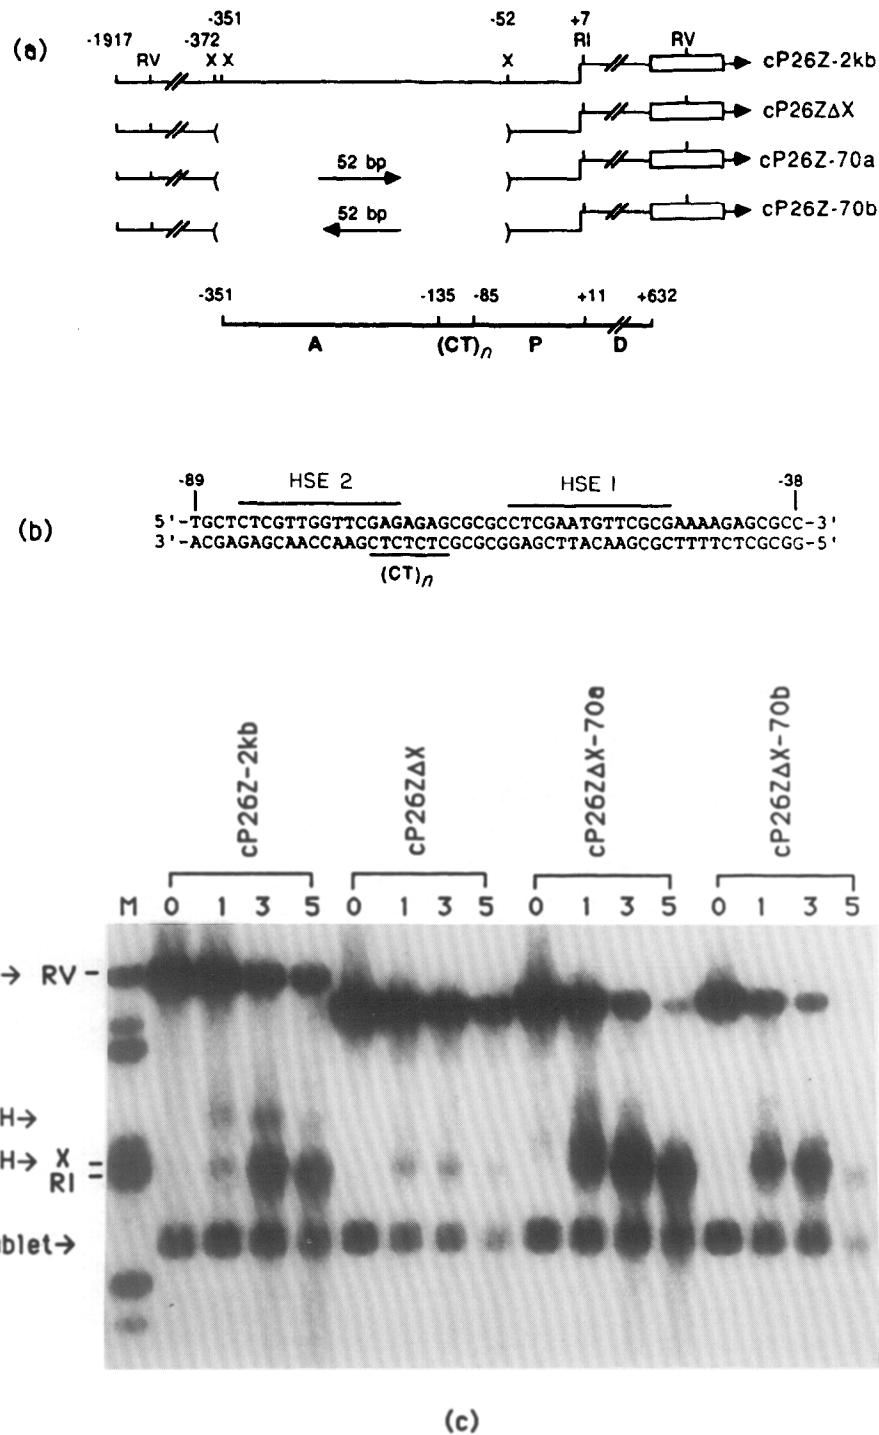 (a)
-351 -52 +7
-1917 RV -372 X X X RI RV
cP26Z-2kb
cP26ZΔX
52 bp cP26Z-70a
52 bp cP26Z-70b
-351 -135 -85 +11 +632
A (CT)n P D
(b)
-89 HSE 2 HSE 1 -38
5'-TGCTCTCGTTGGTTCGAGAGAGCGCGCCTCGAATGTTCGCGAAAAGAGCGCC-3'
3'-ACGAGAGCAACCAAGCTCTCTCGCGCGGAGCTTACAAGCGCTTTTCTCGCGG-5'
(CT)n
cP26Z-2kb
cP26ZΔX
cP26ZΔX-70a
cP26ZΔX-70b
M 0 1 3 5 0 1 3 5 0 1 3 5 0 1 3 5
→ RV
H→
H→ X
RI
ublet→
(c)